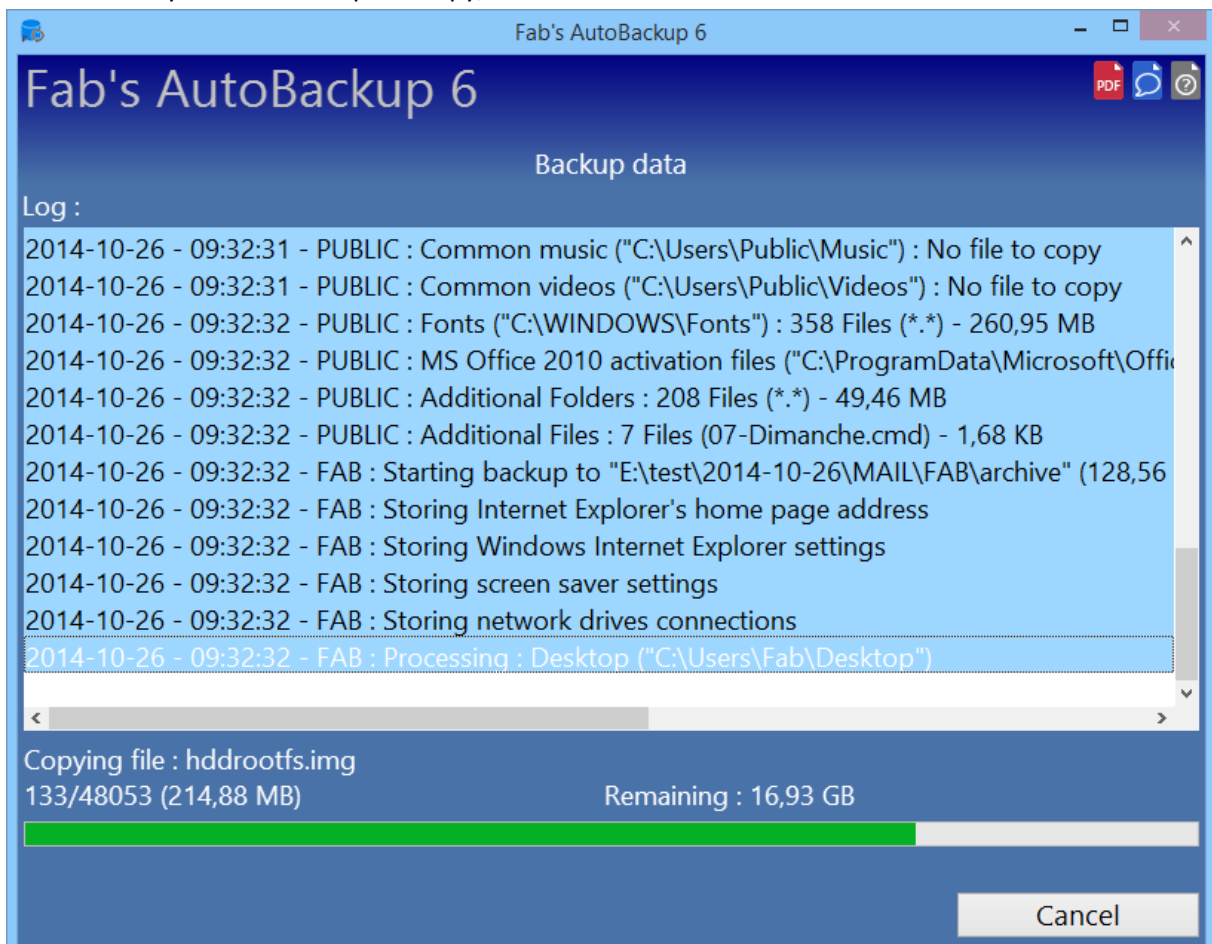 Fab's AutoBackup 6
Fab's AutoBackup 6
PDF
Backup data
Log :
2014-10-26 - 09:32:31 - PUBLIC : Common music ("C:\Users\Public\Music") : No file to copy
2014-10-26 - 09:32:31 - PUBLIC : Common videos ("C:\Users\Public\Videos") : No file to copy
2014-10-26 - 09:32:32 - PUBLIC : Fonts ("C:\WINDOWS\Fonts") : 358 Files (*.*) - 260,95 MB
2014-10-26 - 09:32:32 - PUBLIC : MS Office 2010 activation files ("C:\ProgramData\Microsoft\Offi
2014-10-26 - 09:32:32 - PUBLIC : Additional Folders : 208 Files (*.*) - 49,46 MB
2014-10-26 - 09:32:32 - PUBLIC : Additional Files : 7 Files (07-Dimanche.cmd) - 1,68 KB
2014-10-26 - 09:32:32 - FAB : Starting backup to "E:\test\2014-10-26\MAIL\FAB\archive" (128,56
2014-10-26 - 09:32:32 - FAB : Storing Internet Explorer's home page address
2014-10-26 - 09:32:32 - FAB : Storing Windows Internet Explorer settings
2014-10-26 - 09:32:32 - FAB : Storing screen saver settings
2014-10-26 - 09:32:32 - FAB : Storing network drives connections
2014-10-26 - 09:32:32 - FAB : Processing : Desktop ("C:\Users\Fab\Desktop")
Copying file : hddrootfs.img
133/48053 (214,88 MB) Remaining : 16,93 GB
Cancel